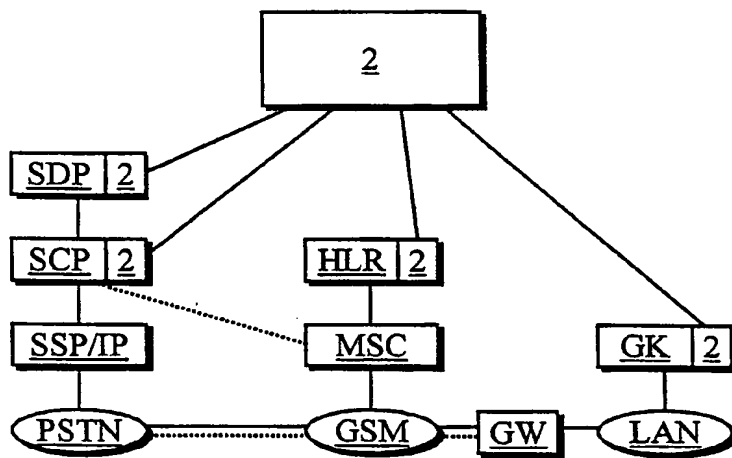 2
SDP 2
SCP 2
HLR 2
SSP/IP
MSC
GK 2
PSTN
GSM
GW
LAN